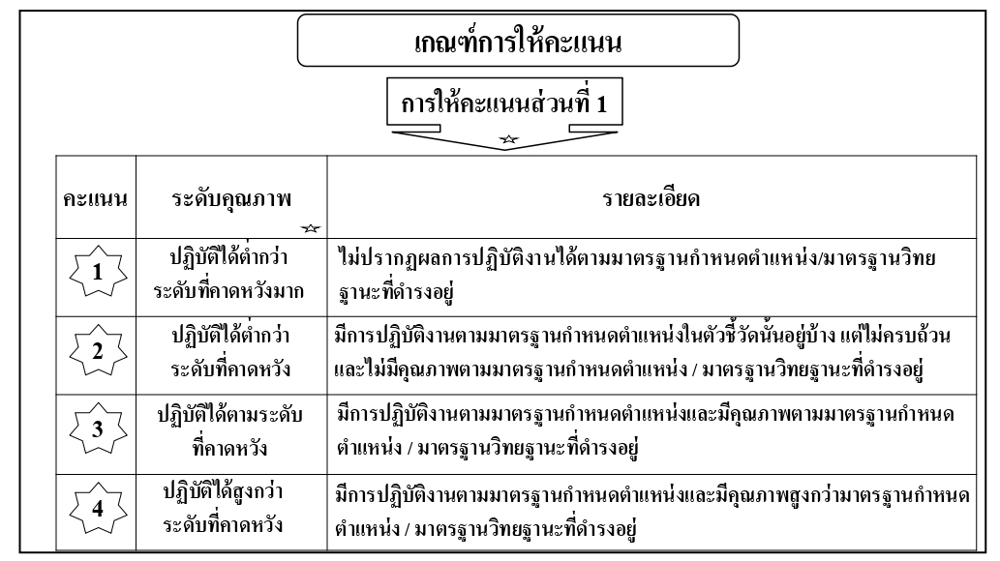 เกณฑ์การให้คะแนน
การให้คะแนนส่วนที่ 1
คะแนน
ระดับคุณภาพ
รายละเอียด
1
ปฏิบัติได้ต่ำกว่า
ระดับที่คาดหวังมาก
ไม่ปรากฏผลการปฏิบัติงานได้ตามมาตรฐานกำหนดตำแหน่ง/มาตรฐานวิทย
ฐานะที่ดำรงอยู่
2
ปฏิบัติได้ต่ำกว่า
ระดับที่คาดหวัง
มีการปฏิบัติงานตามมาตรฐานกำหนดตำแหน่งในตัวชี้วัดนั้นอยู่บ้าง แต่ไม่ครบถ้วน
และไม่มีคุณภาพตามมาตรฐานกำหนดตำแหน่ง / มาตรฐานวิทยฐานะที่ดำรงอยู่
3
ปฏิบัติได้ตามระดับ
ที่คาดหวัง
มีการปฏิบัติงานตามมาตรฐานกำหนดตำแหน่งและมีคุณภาพตามมาตรฐานกำหนด
ตำแหน่ง / มาตรฐานวิทยฐานะที่ดำรงอยู่
4
ปฏิบัติได้สูงกว่า
ระดับที่คาดหวัง
มีการปฏิบัติงานตามมาตรฐานกำหนดตำแหน่งและมีคุณภาพสูงกว่ามาตรฐานกำหนด
ตำแหน่ง / มาตรฐานวิทยฐานะที่ดำรงอยู่